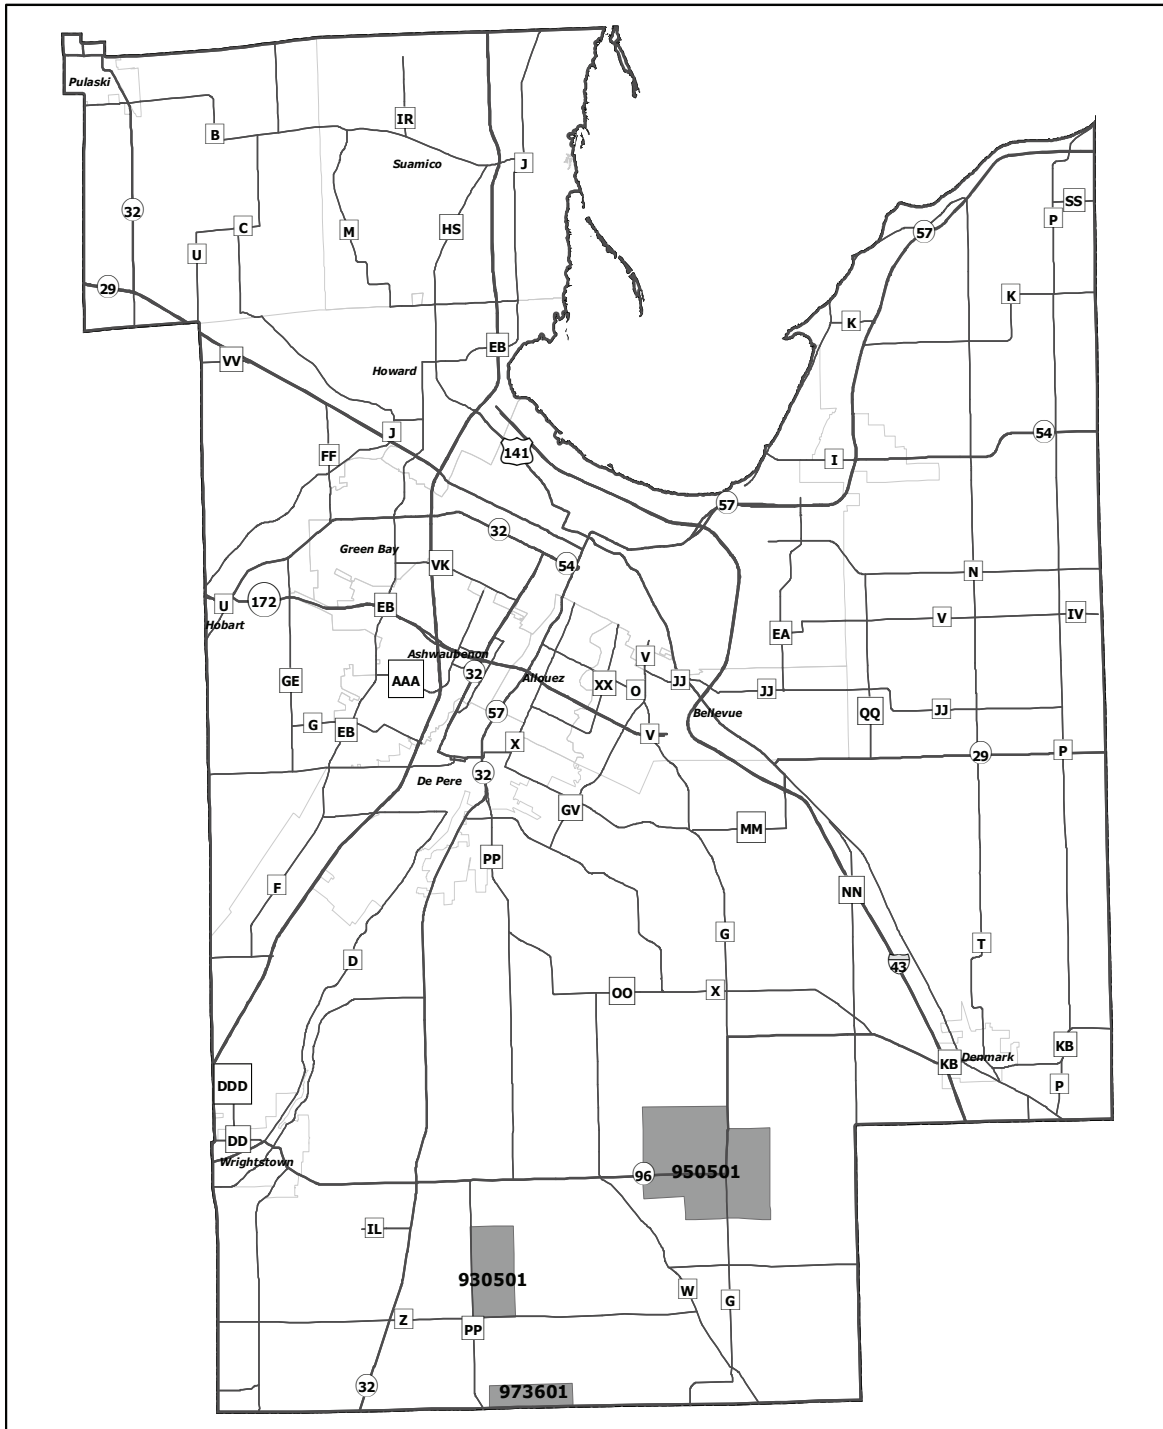 Pulaski
IR
B
Suamico
J
32
SS
P
C
M
HS
57
U
29
K
K
EB
VV
Howard
J
54
141
FF
I
57
32
Green Bay
VK
54
N
U
172
EB
V
IV
Hobart
EA
Ashwaubenon
V
GE
AAA
32
Allouez
XX
O
JJ
JJ
57
Bellevue
QQ
JJ
G
EB
X
V
29
P
De Pere
32
GV
MM
PP
F
NN
G
T
D
43
OO
X
KB
Denmark
KB
DDD
P
DD
Wrightstown
96
950501
IL
930501
W
G
Z
PP
32
973601